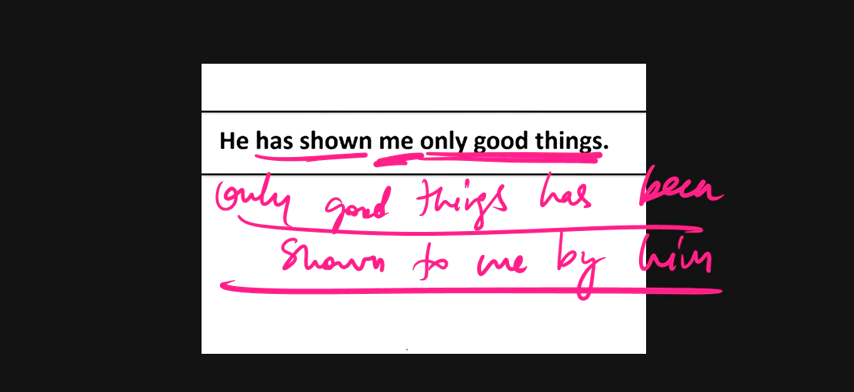 He has shown me only good things.
only good things has been
shown to me by him